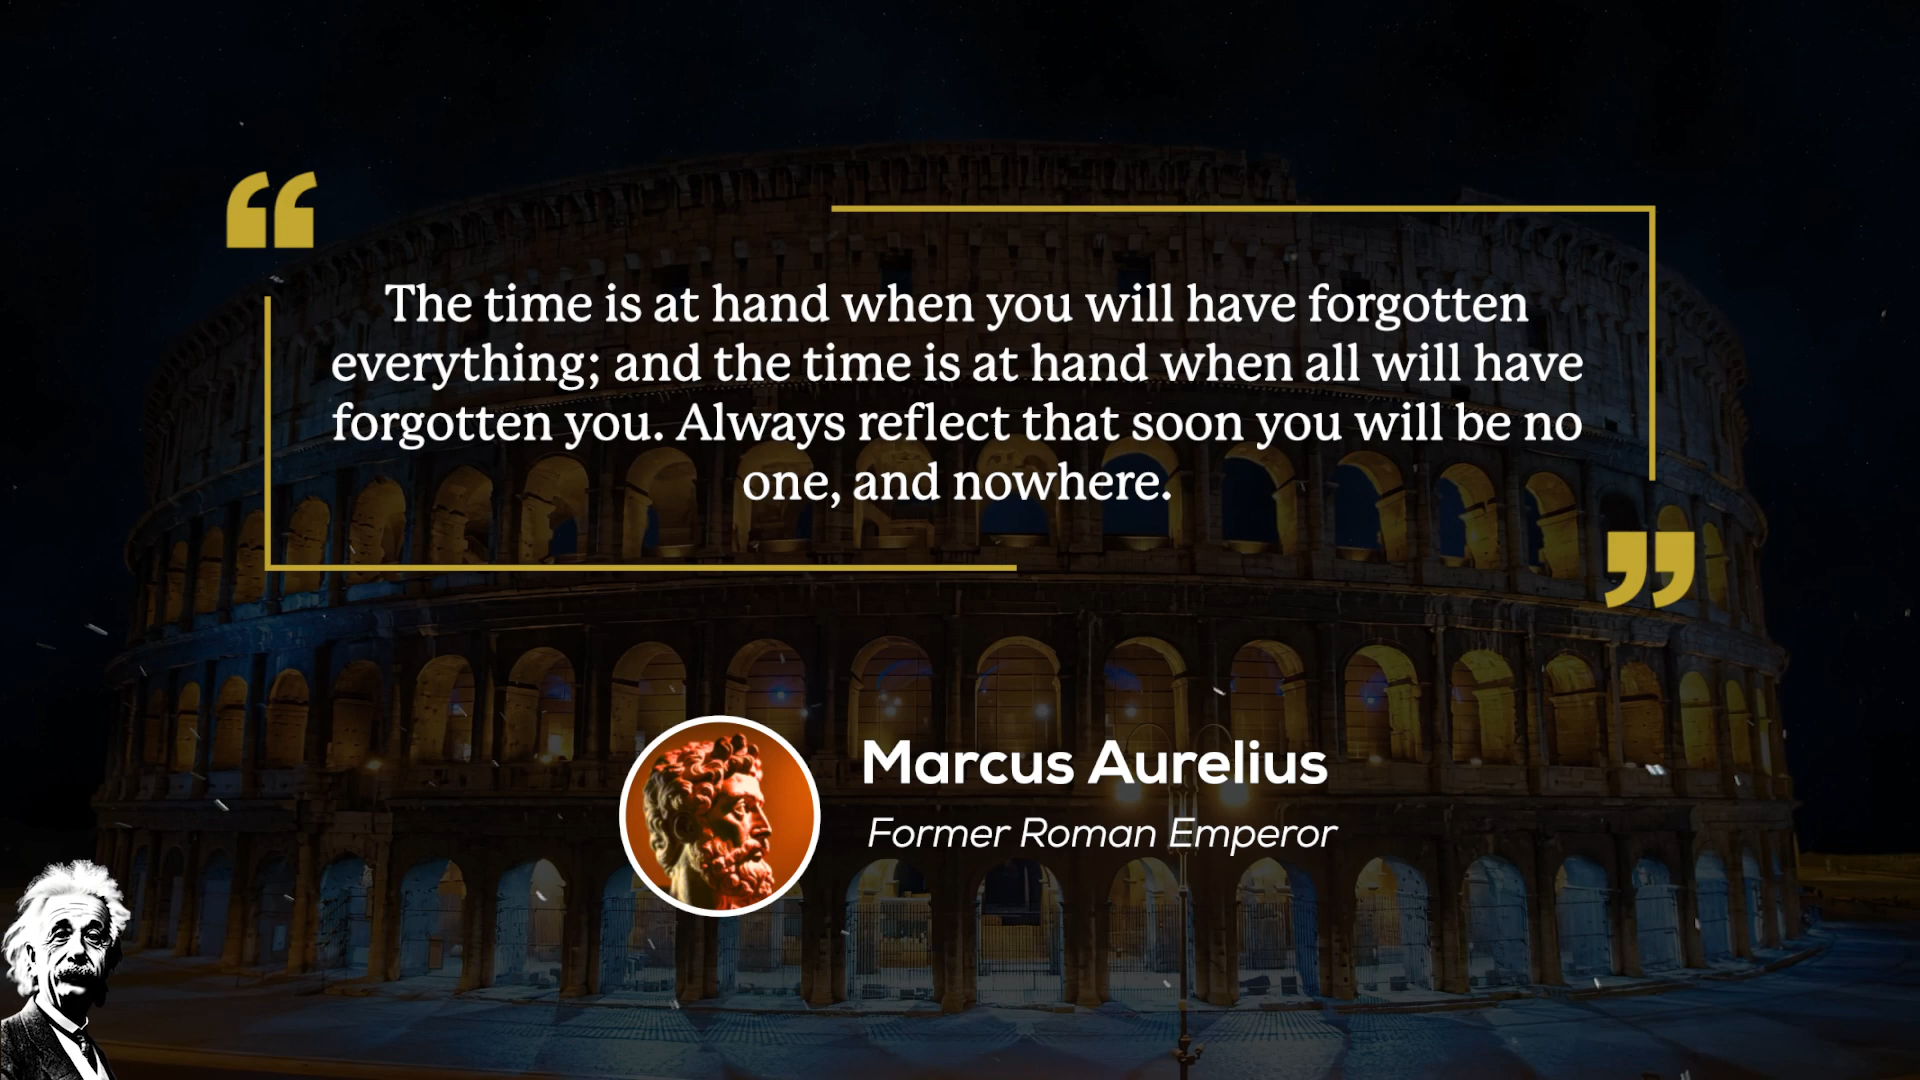 “
The time is at hand when you will have forgotten
everything; and the time is at hand when all will have
forgotten you. Always reflect that soon you will be no
one, and nowhere.
”
Marcus Aurelius
Former Roman Emperor